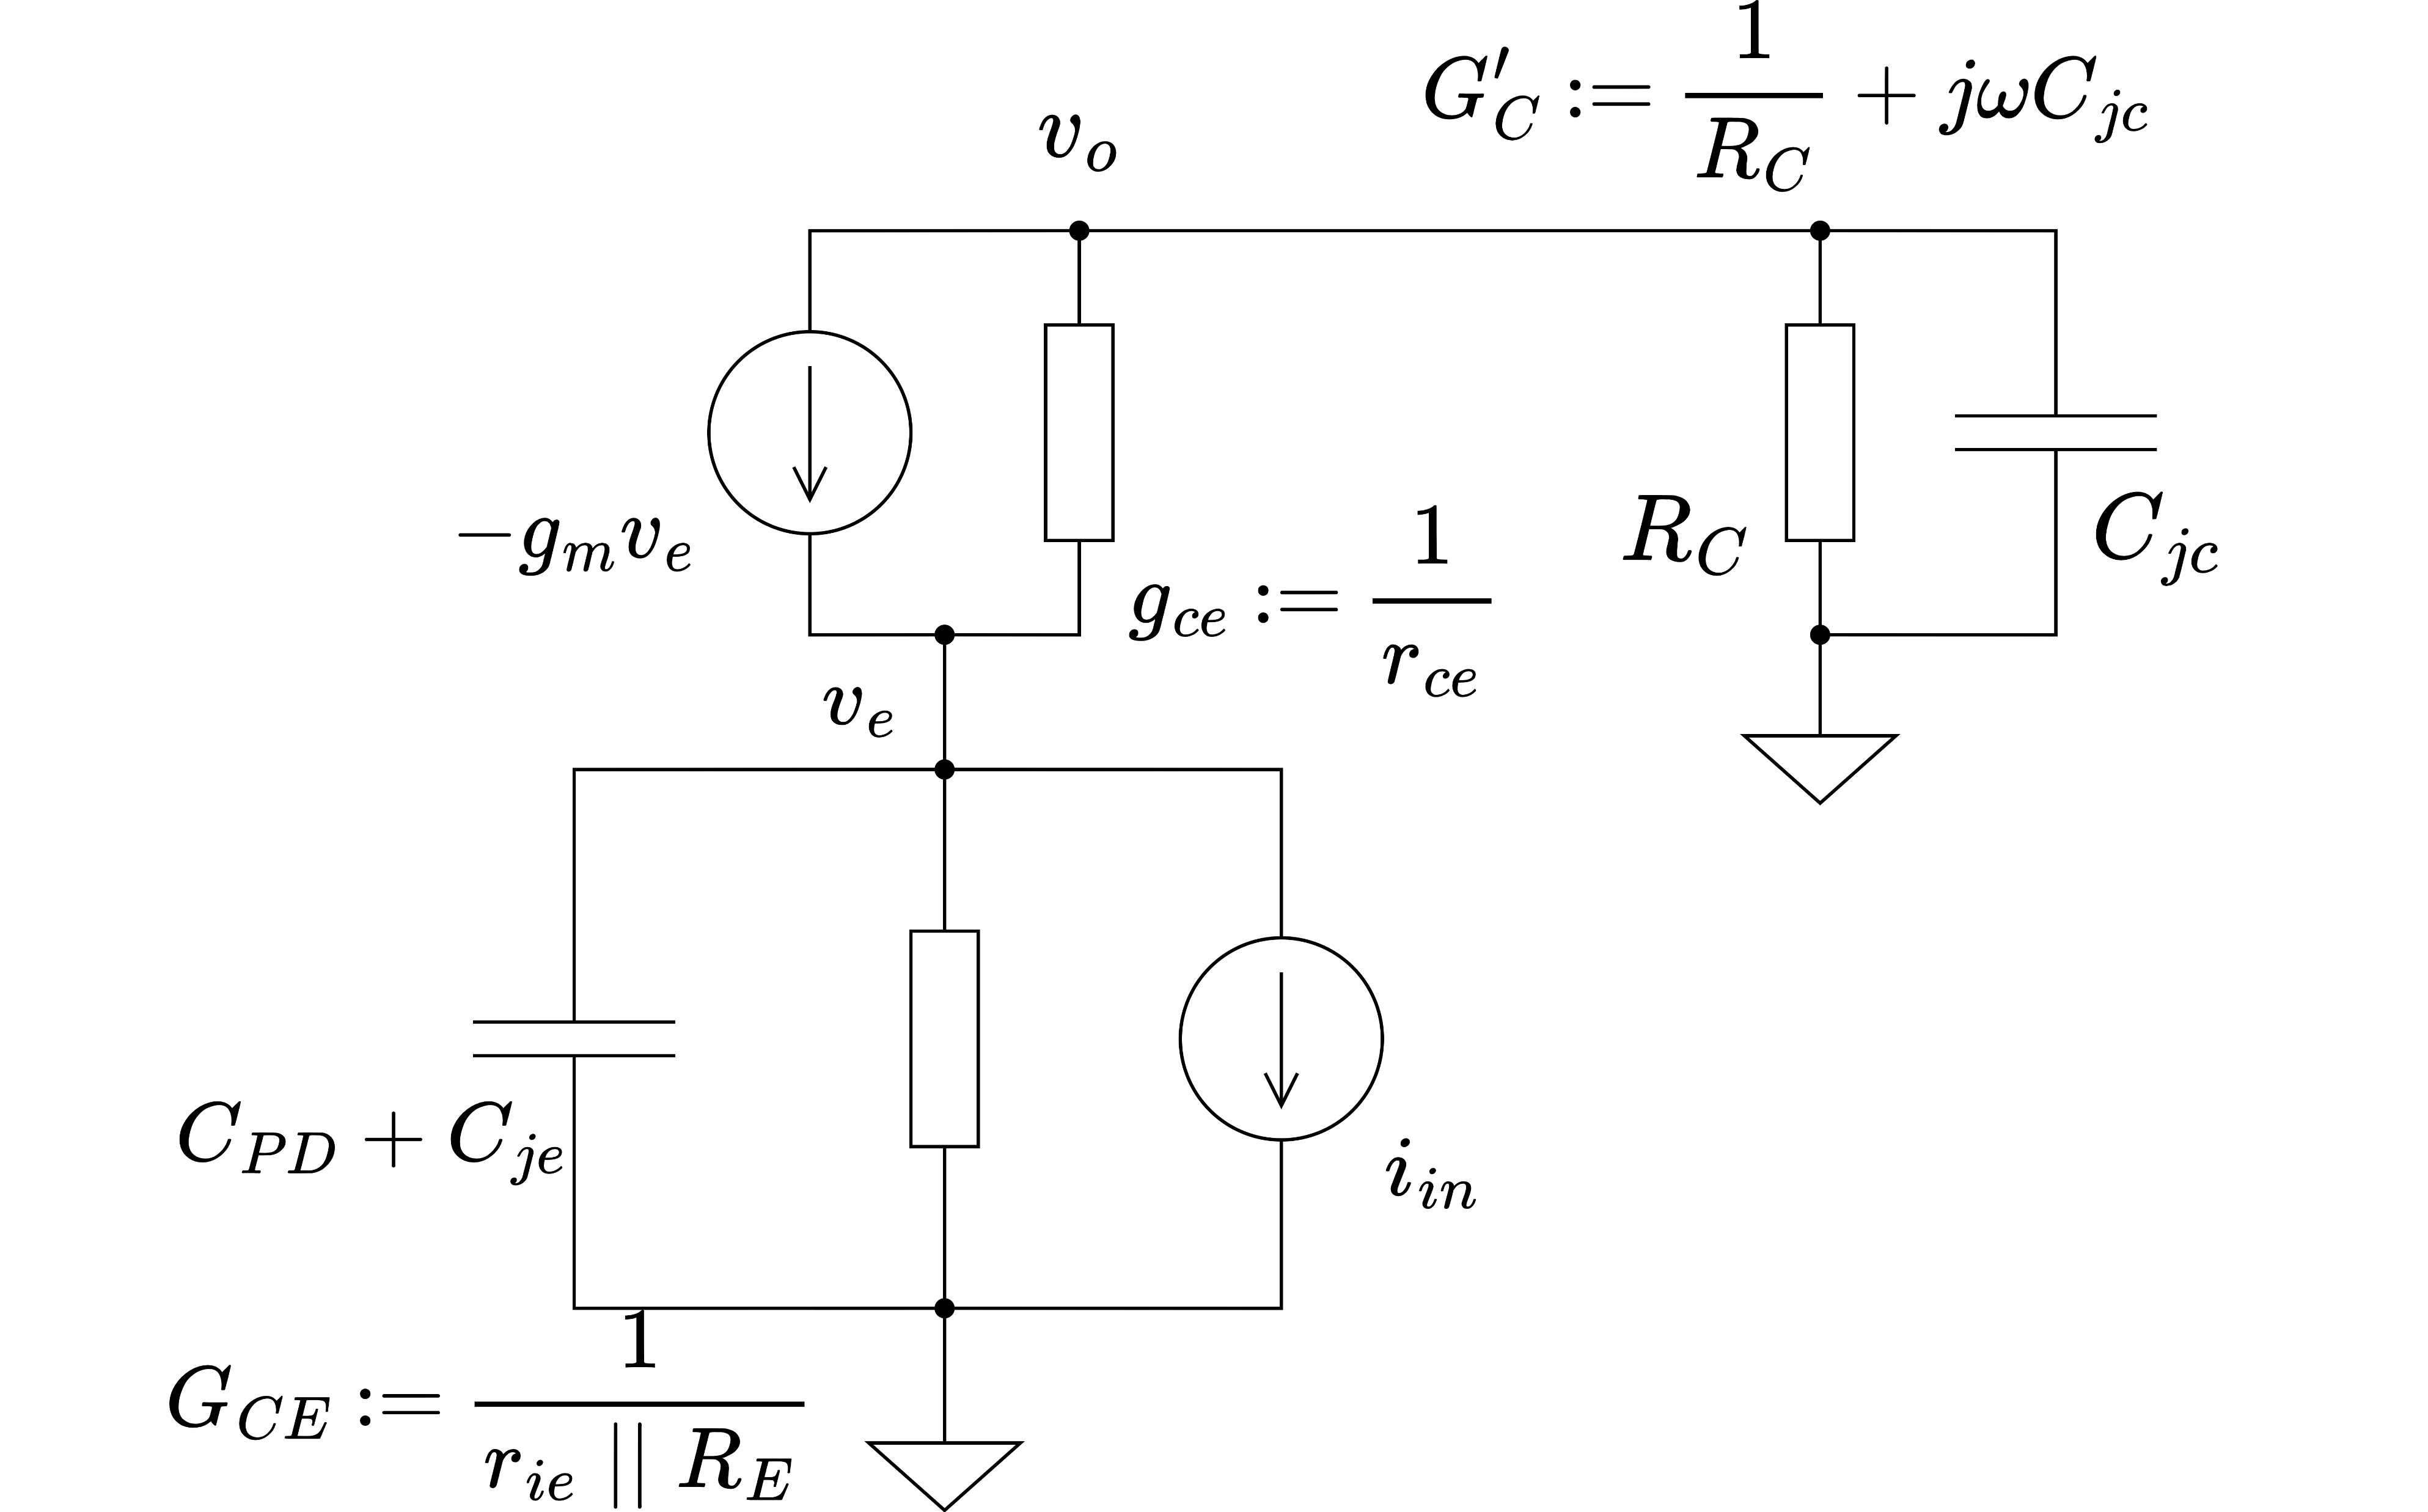 G'_C := 1/R_C + jωC_jc
v_o
−g_m v_e
g_ce := 1/r_ce
R_C
C_jc
v_e
C_PD + C_je
i_in
G_CE := 1/(r_ie || R_E)